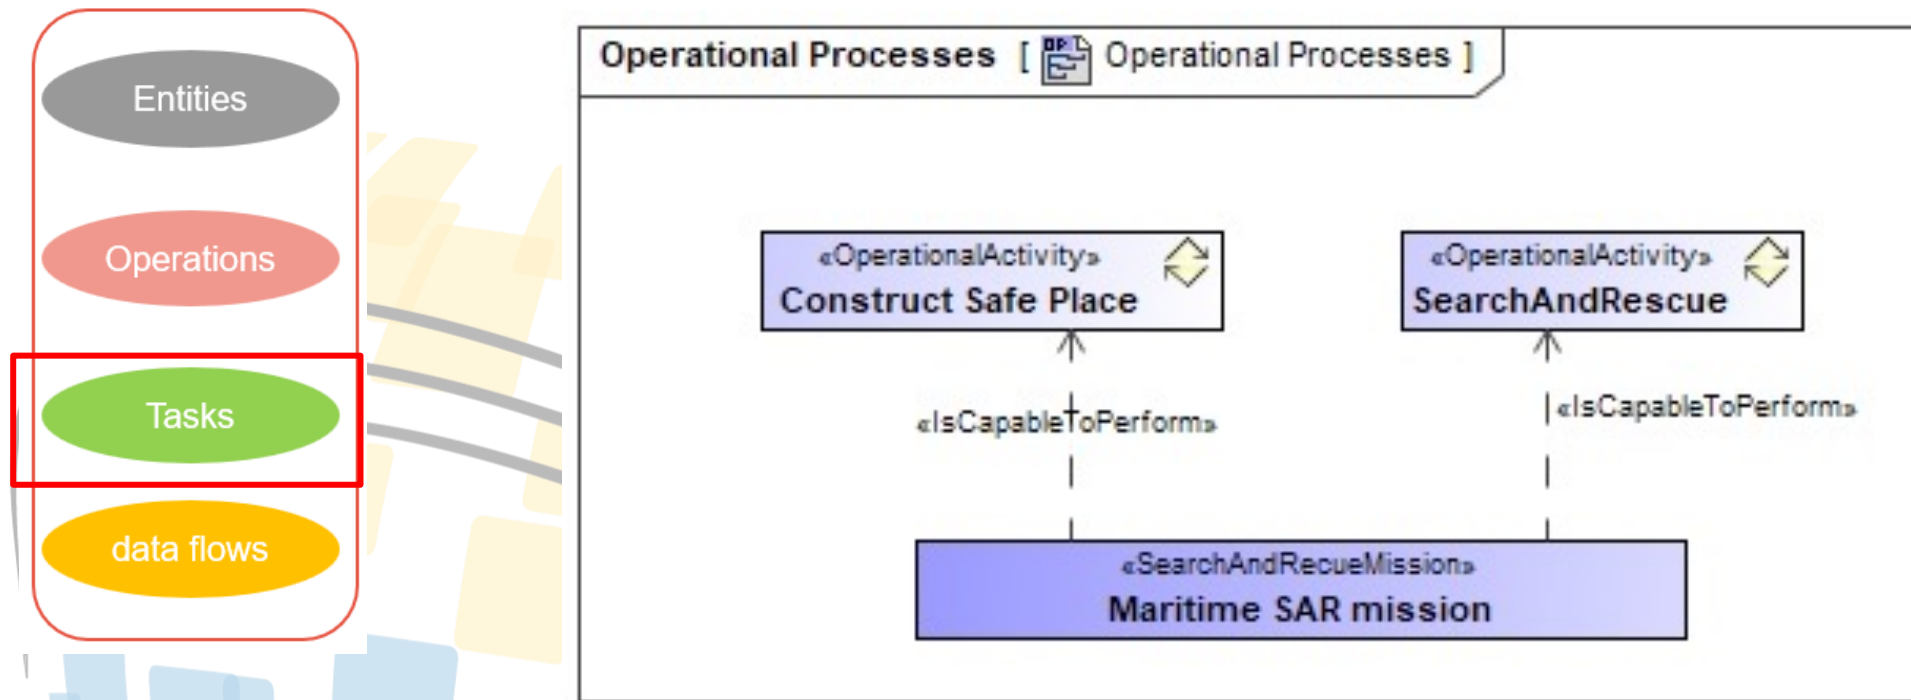 Entities
Operations
Tasks
data flows
Operational Processes [ Operational Processes ]
«OperationalActivity»
Construct Safe Place
«OperationalActivity»
SearchAndRescue
«IsCapableToPerform»
«IsCapableToPerform»
«SearchAndRecueMission»
Maritime SAR mission